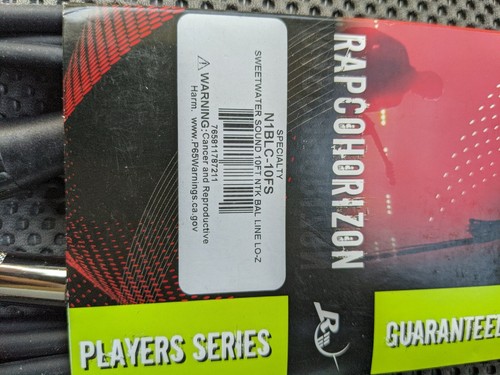 RAPCOHORIZON
SPECIALTY
N1BLC-10FS
SWEETWATER SOUND 10FT NTK BAL LINE LO-Z
765811787211
⚠WARNING:Cancer and Reproductive
Harm. www.P65Warnings.ca.gov
PLAYERS SERIES
GUARANTEED